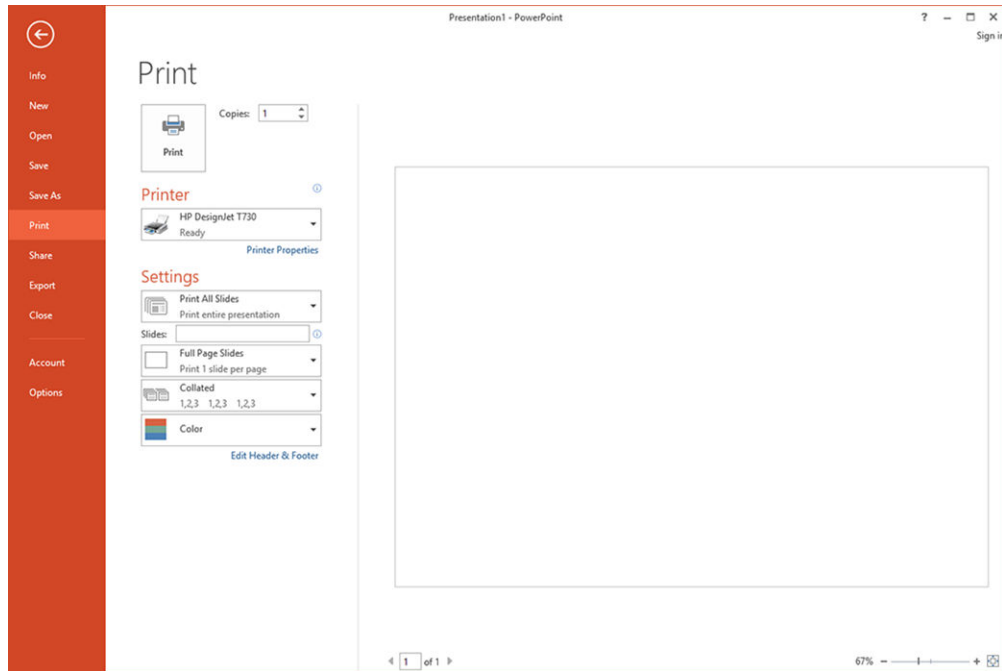 Presentation1 - PowerPoint
?
Sign in
Info
New
Open
Save
Save As
Print
Share
Export
Close
Account
Options
Print
Print
Copies: 1
Printer
HP DesignJet T730
Ready
Printer Properties
Settings
Print All Slides
Print entire presentation
Slides:
Full Page Slides
Print 1 slide per page
Collated
1,2,3 1,2,3 1,2,3
Color
Edit Header & Footer
1 of 1
67%